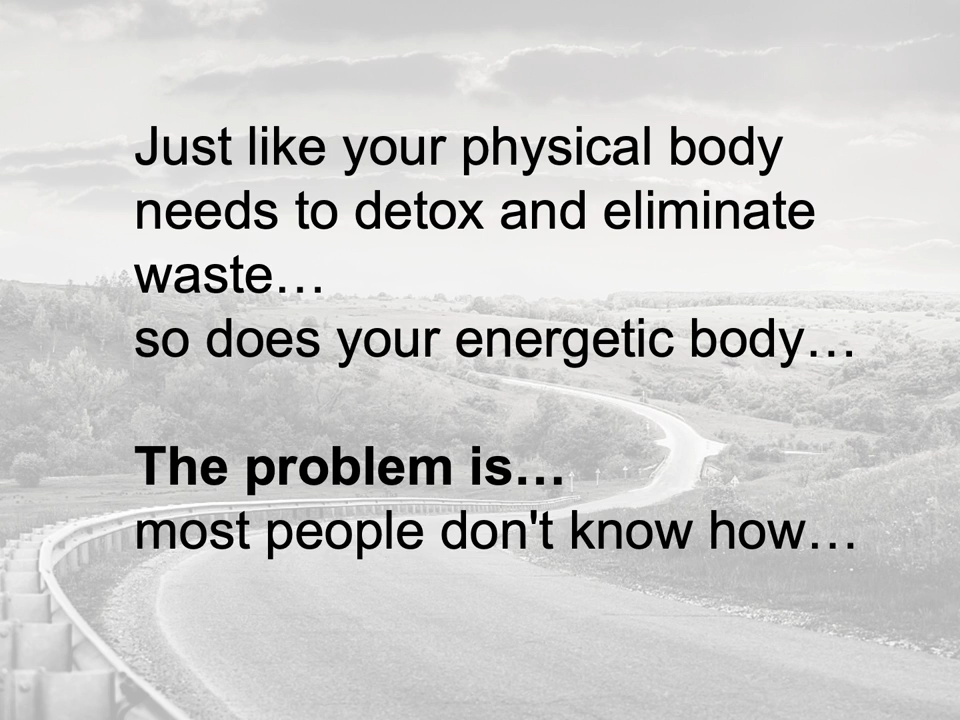 Just like your physical body
needs to detox and eliminate
waste…
so does your energetic body…
The problem is…
most people don't know how…